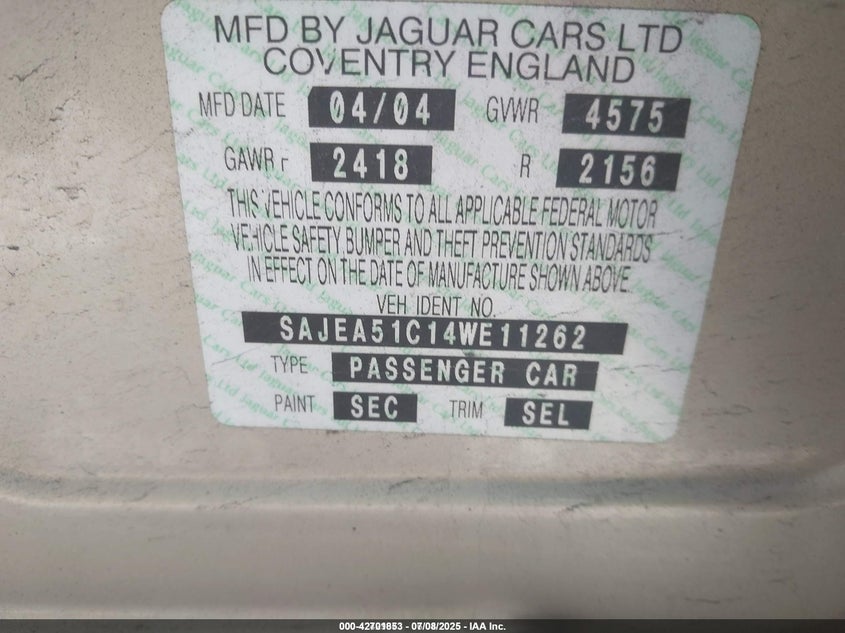 MFD BY JAGUAR CARS LTD
COVENTRY ENGLAND
MFD DATE 04/04 GVWR 4575
GAWR F 2418 R 2156
THIS VEHICLE CONFORMS TO ALL APPLICABLE FEDERAL MOTOR
VEHICLE SAFETY, BUMPER AND THEFT PREVENTION STANDARDS
IN EFFECT ON THE DATE OF MANUFACTURE SHOWN ABOVE.
VEH IDENT NO.
SAJEA51C14WE11262
TYPE PASSENGER CAR
PAINT SEC TRIM SEL
07/08/2025 - IAA Inc.